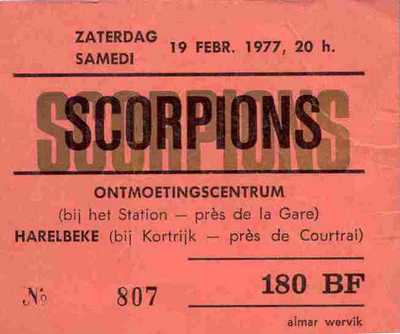 ZATERDAG
SAMEDI
19 FEBR. 1977, 20 h.
SCORPIONS
ONTMOETINGSCENTRUM
(bij het Station — près de la Gare)
HARELBEKE (bij Kortrijk — près de Courtrai)
№ 807
180 BF
almar wervik